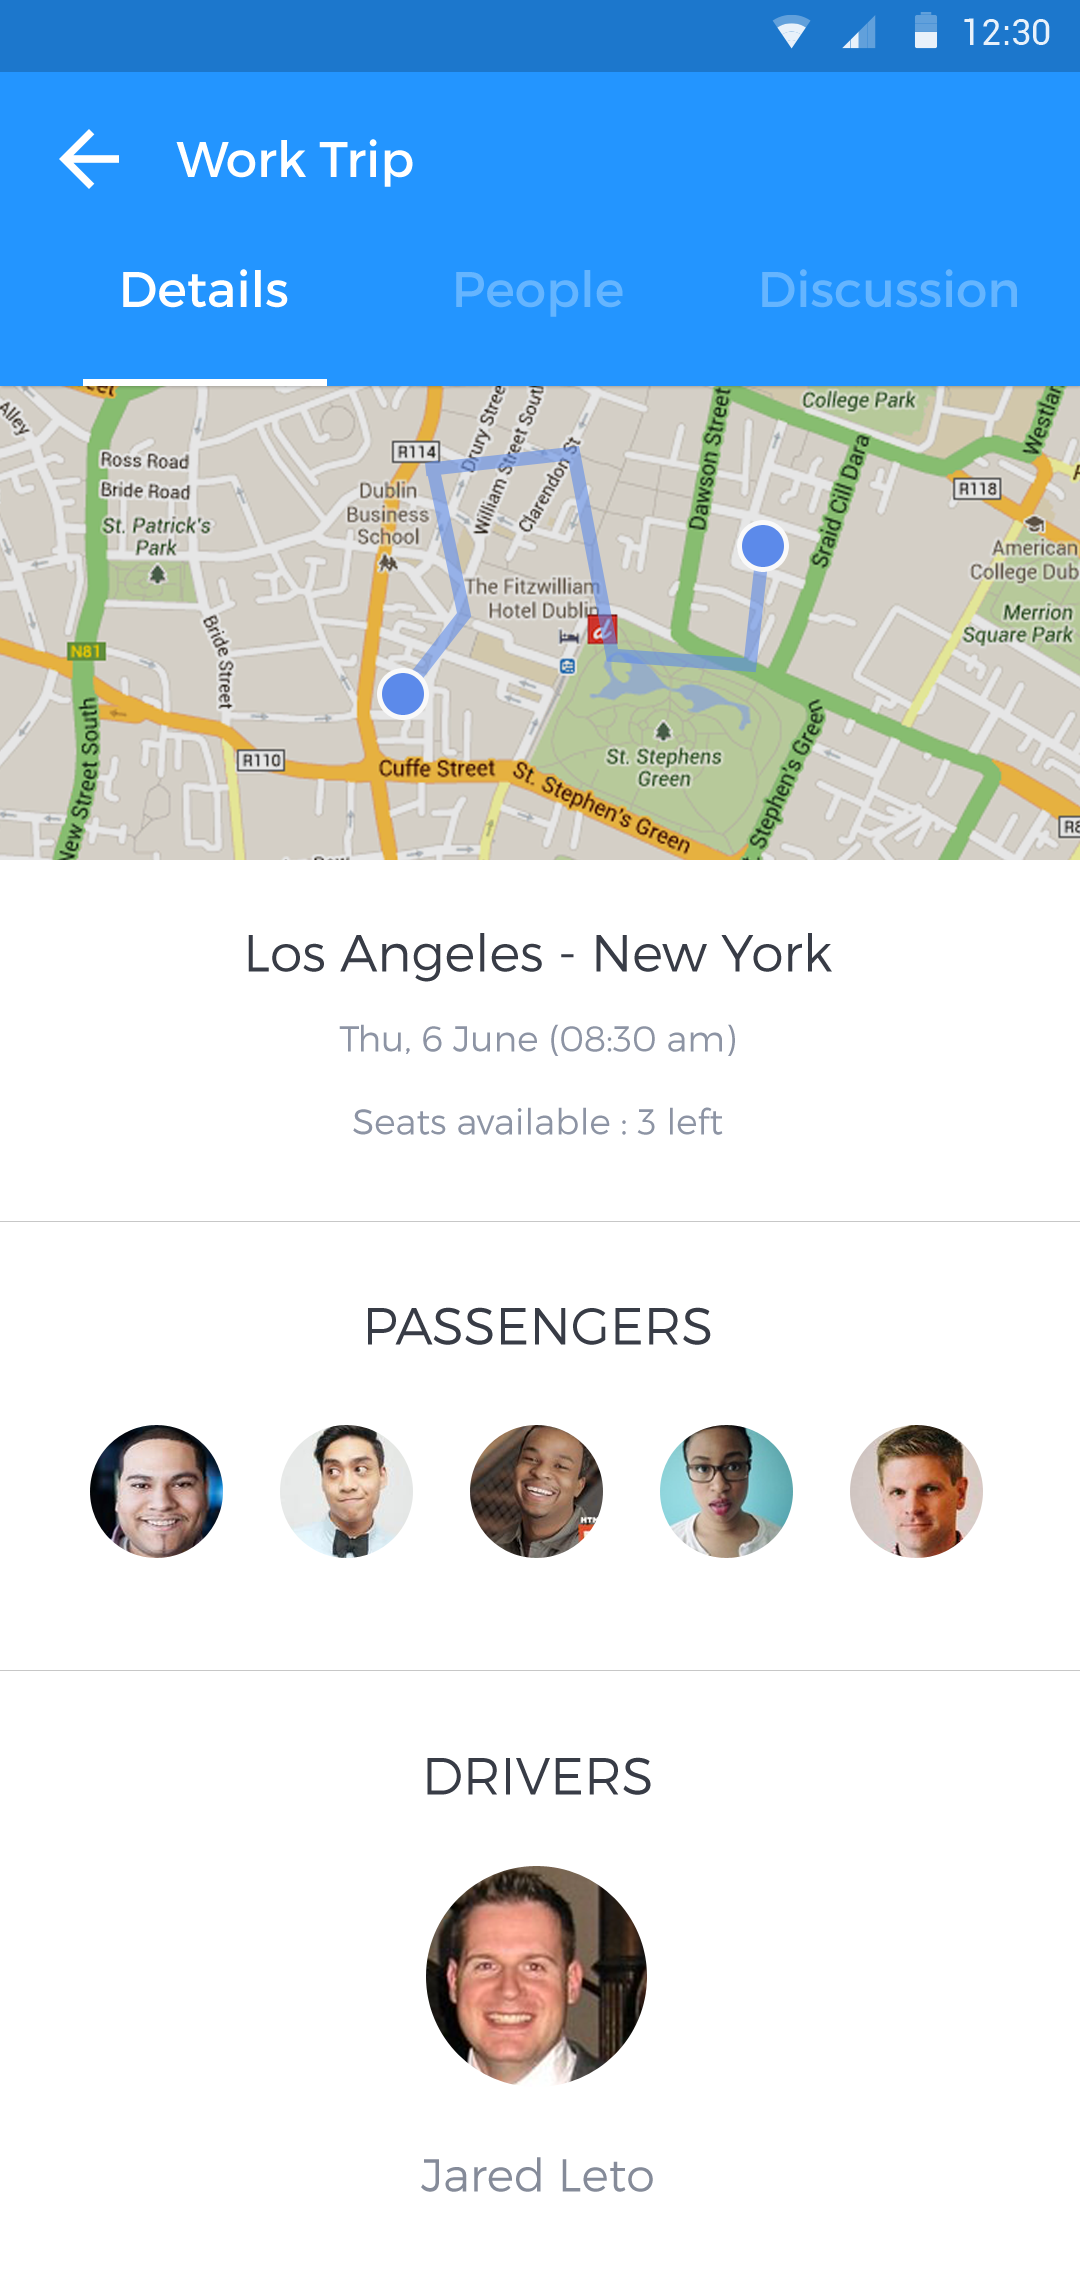 12:30
Work Trip
Details
People
Discussion
Alley
Ross Road
Bride Road
St. Patrick's
Park
Bride Street
N81
New Street South
R110
R114
Dublin
Business
School
Drury Stree
William Street South
Clarendon St
The Fitzwilliam
Hotel Dublin
d
Cuffe Street
St. Stephen's Green
St. Stephens
Green
Stephen's Green
Dawson Street
Sraid Cill Dara
College Park
Westlan
R118
American
College Dub
Merrion
Square Park
Los Angeles - New York
Thu, 6 June (08:30 am)
Seats available : 3 left
PASSENGERS
DRIVERS
Jared Leto